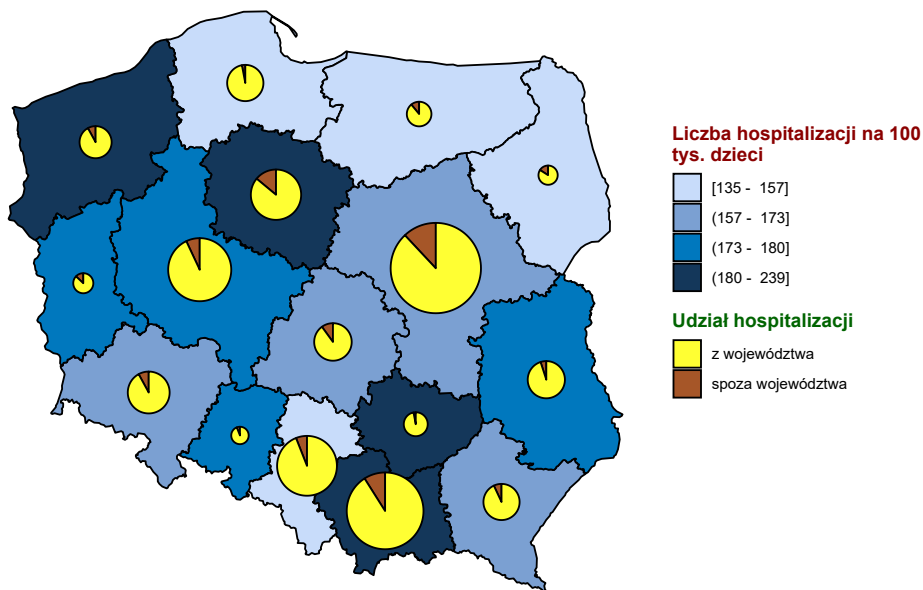 Liczba hospitalizacji na 100
tys. dzieci
[135 - 157]
(157 - 173]
(173 - 180]
(180 - 239]
Udział hospitalizacji
z województwa
spoza województwa